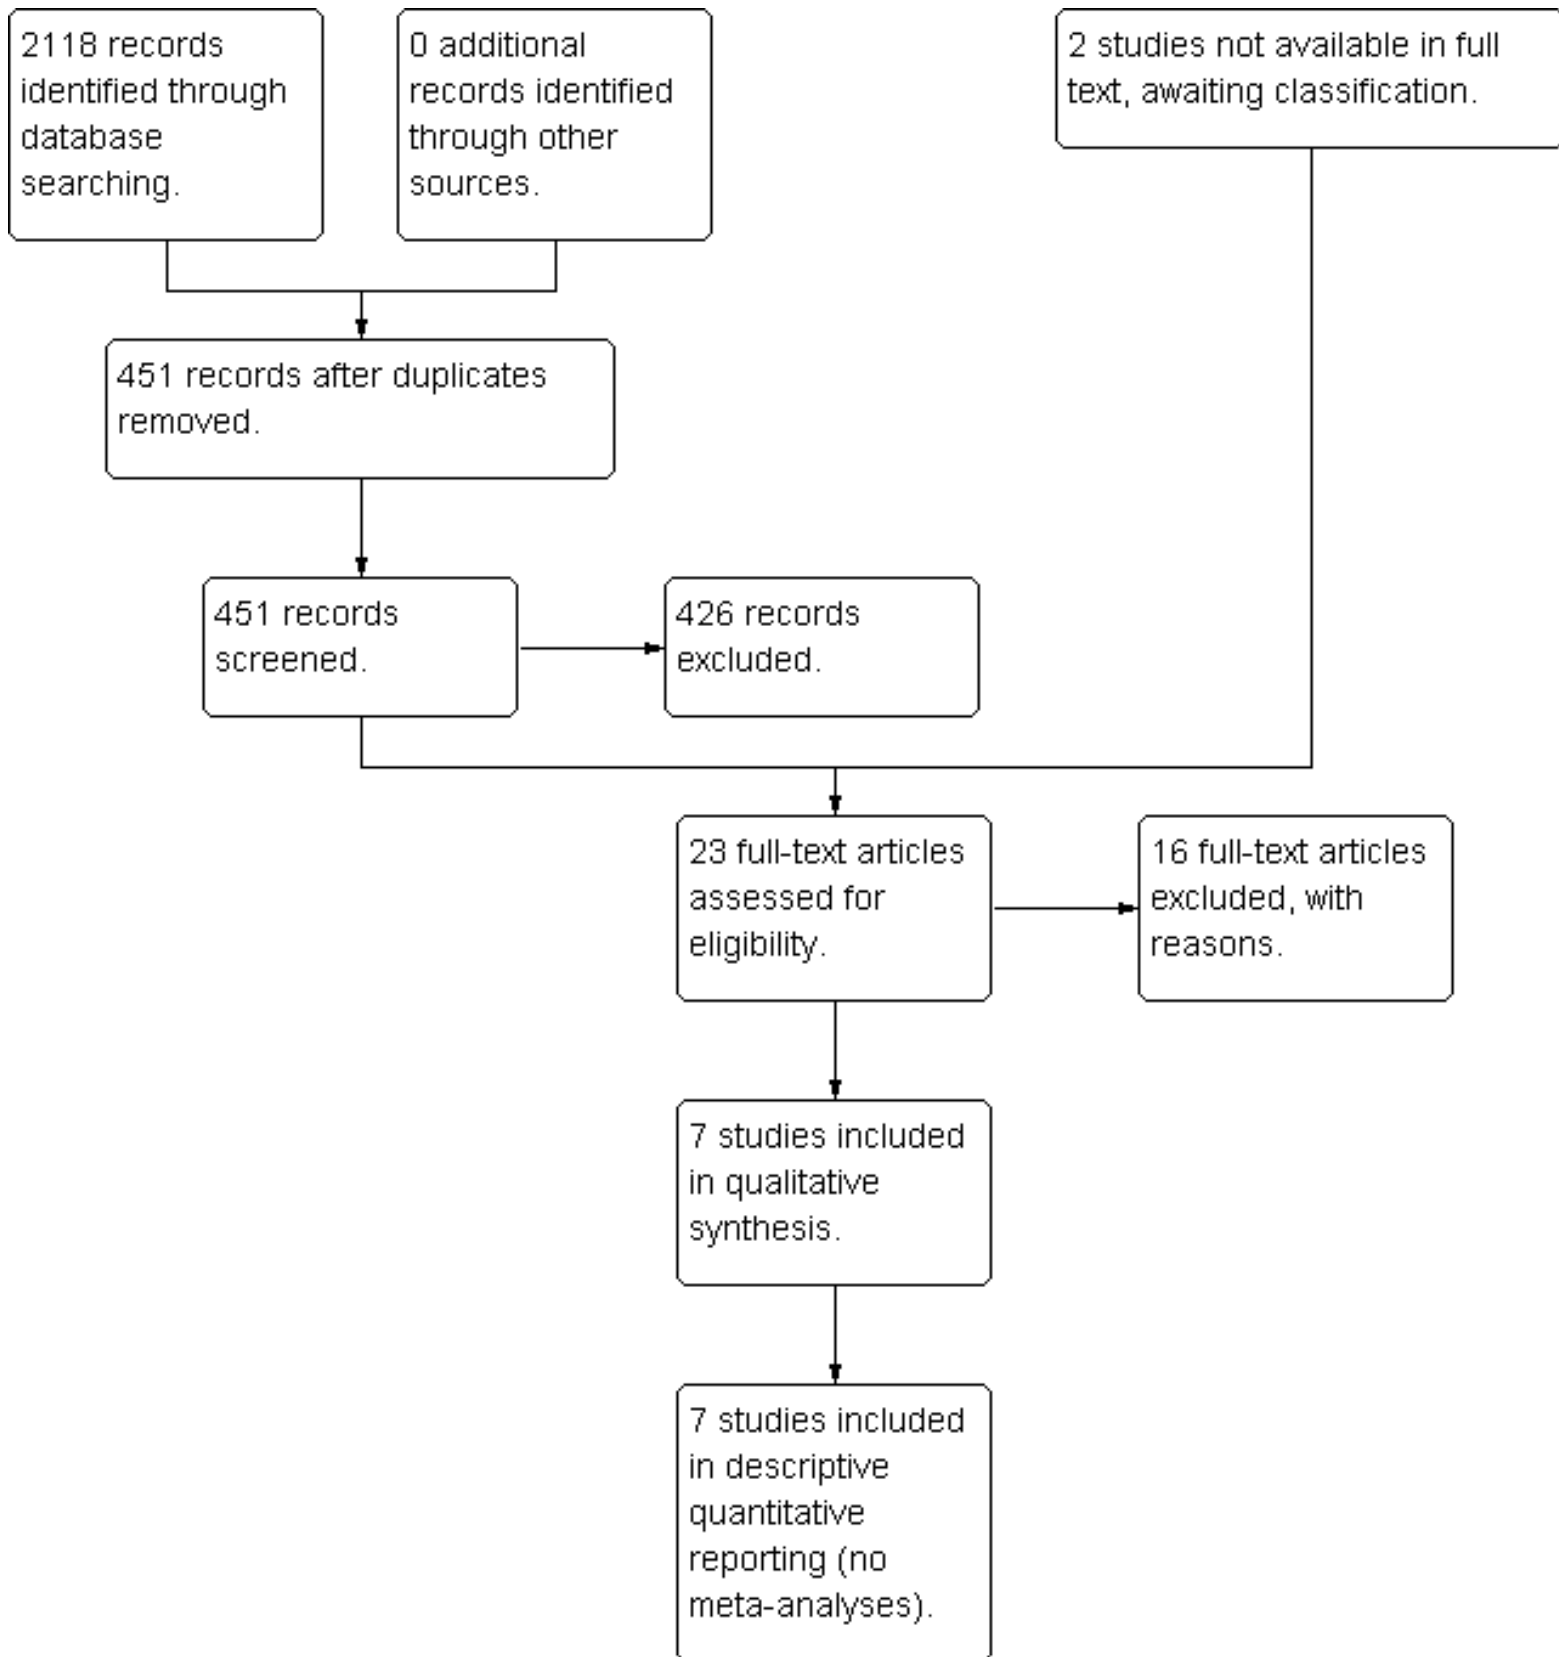 2118 records
identified through
database
searching.
0 additional
records identified
through other
sources.
2 studies not available in full
text, awaiting classification.
451 records after duplicates
removed.
451 records
screened.
426 records
excluded.
23 full-text articles
assessed for
eligibility.
16 full-text articles
excluded, with
reasons.
7 studies included
in qualitative
synthesis.
7 studies included
in descriptive
quantitative
reporting (no
meta-analyses).